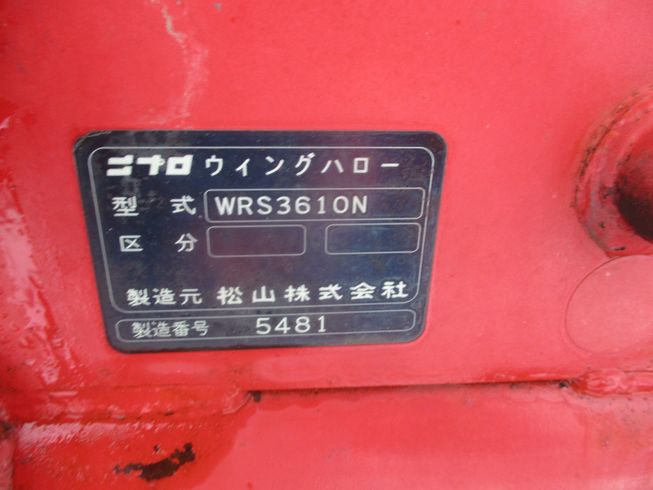 ニプロ ウィングハロー
型式 WRS3610N
区分
製造元 松山株式会社
製造番号 5481